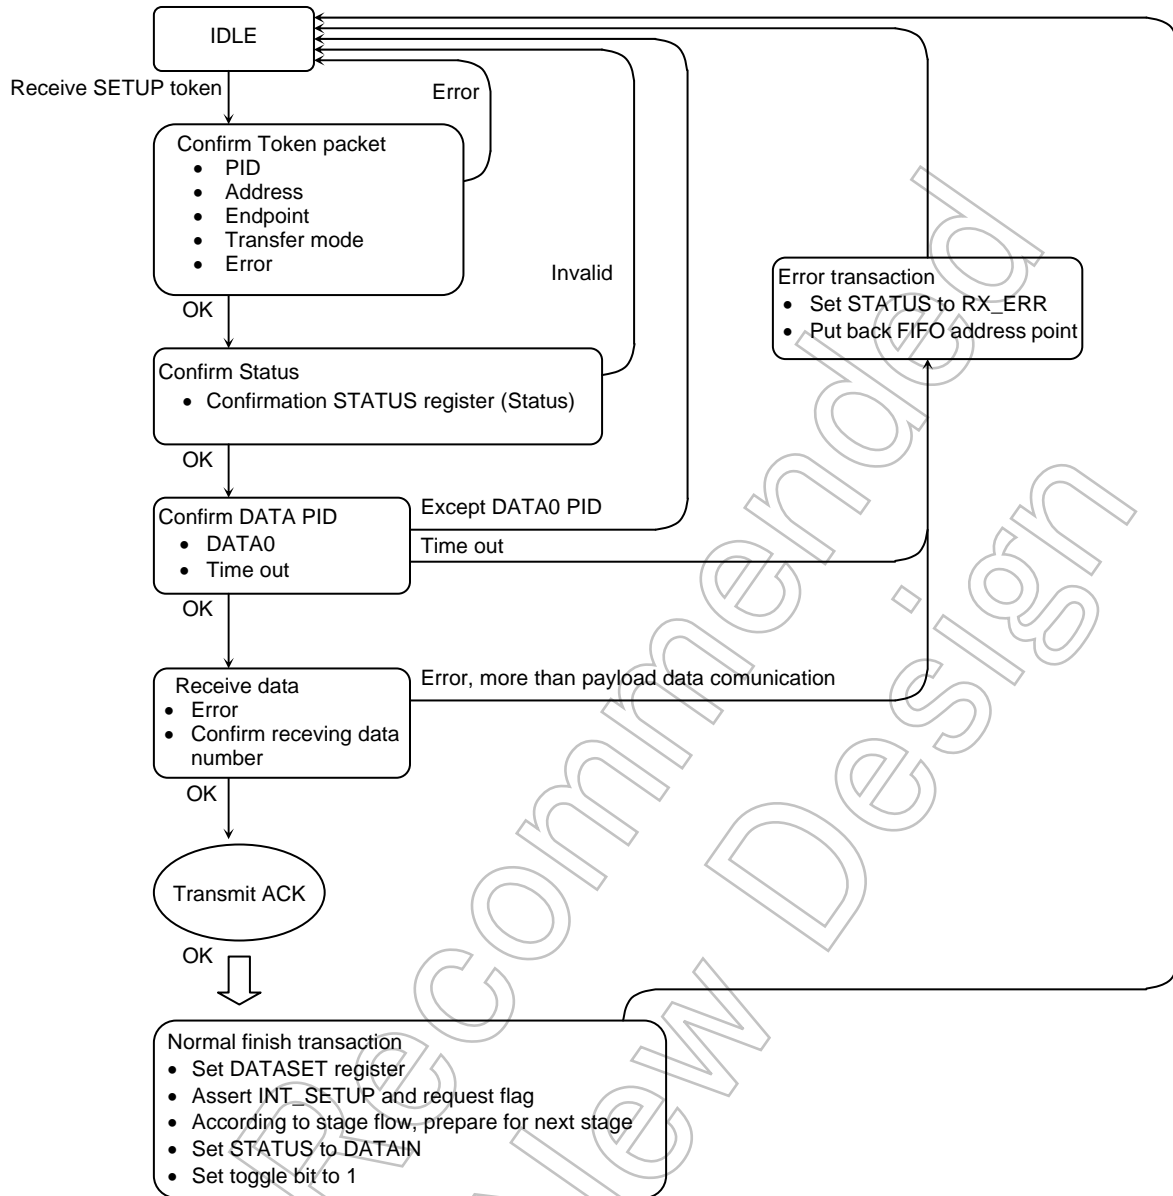 IDLE
Receive SETUP token
Error
Confirm Token packet
• PID
• Address
• Endpoint
• Transfer mode
• Error
Invalid
OK
Error transaction
• Set STATUS to RX_ERR
• Put back FIFO address point
Confirm Status
• Confirmation STATUS register (Status)
OK
Confirm DATA PID
• DATA0
• Time out
Except DATA0 PID
Time out
OK
Receive data
• Error
• Confirm receving data
number
Error, more than payload data comunication
OK
Transmit ACK
OK
Normal finish transaction
• Set DATASET register
• Assert INT_SETUP and request flag
• According to stage flow, prepare for next stage
• Set STATUS to DATAIN
• Set toggle bit to 1
Recommended
New Design